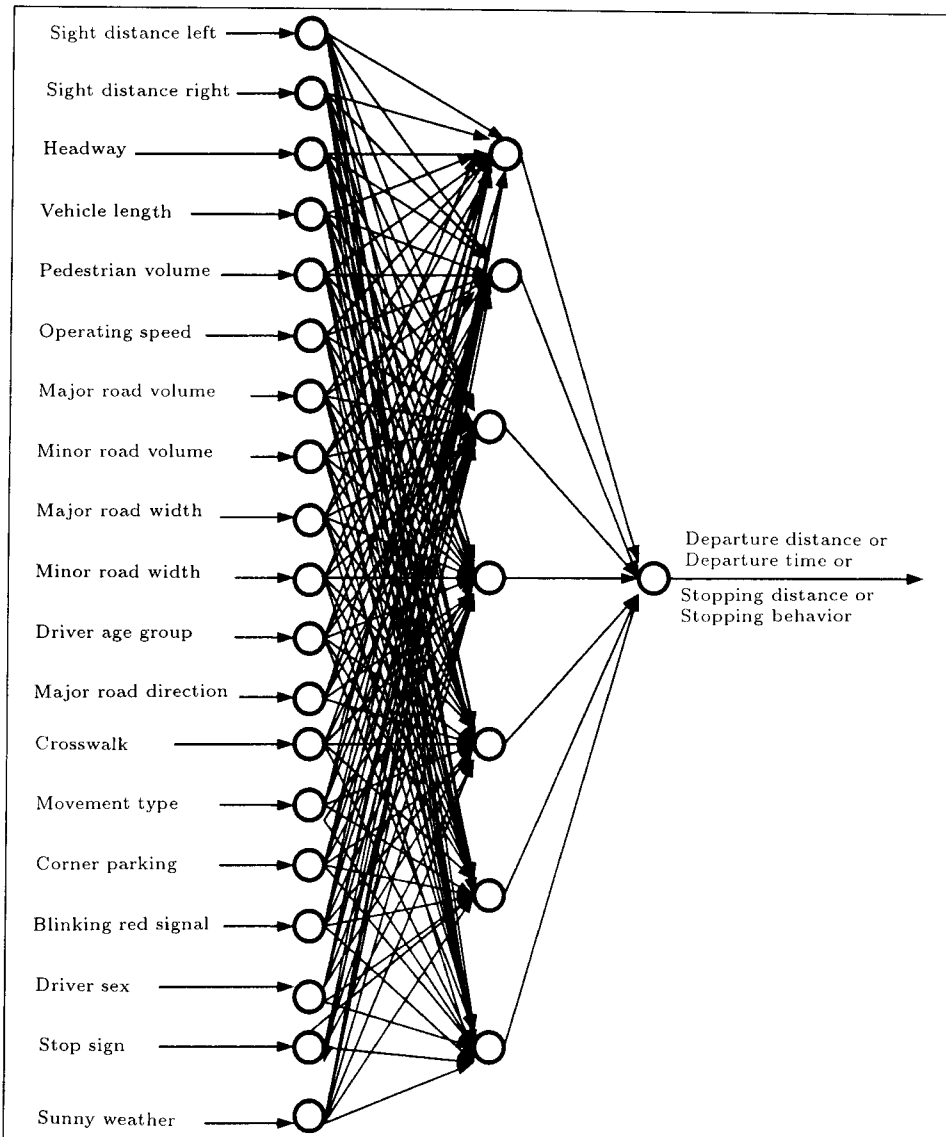 Sight distance left
Sight distance right
Headway
Vehicle length
Pedestrian volume
Operating speed
Major road volume
Minor road volume
Major road width
Minor road width
Driver age group
Major road direction
Crosswalk
Movement type
Corner parking
Blinking red signal
Driver sex
Stop sign
Sunny weather
Departure distance or
Departure time or
Stopping distance or
Stopping behavior